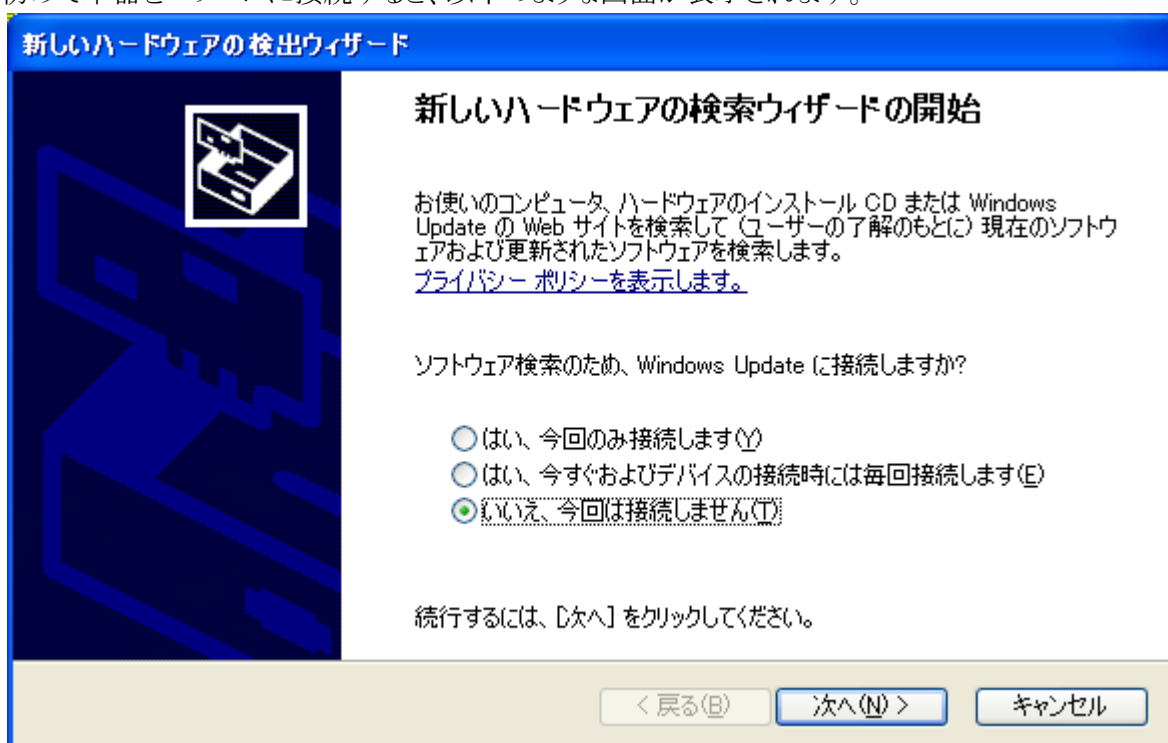 新しいハードウェアの検出ウィザード
新しいハードウェアの検索ウィザードの開始
お使いのコンピュータ、ハードウェアのインストール CD または Windows
Update の Web サイトを検索して (ユーザーの了解のもとに) 現在のソフトウ
ェアおよび更新されたソフトウェアを検索します。
プライバシー ポリシーを表示します。
ソフトウェア検索のため、Windows Update に接続しますか?
はい、今回のみ接続します(Y)
はい、今すぐおよびデバイスの接続時には毎回接続します(E)
いいえ、今回は接続しません(T)
続行するには、[次へ] をクリックしてください。
< 戻る(B) 次へ(N) > キャンセル